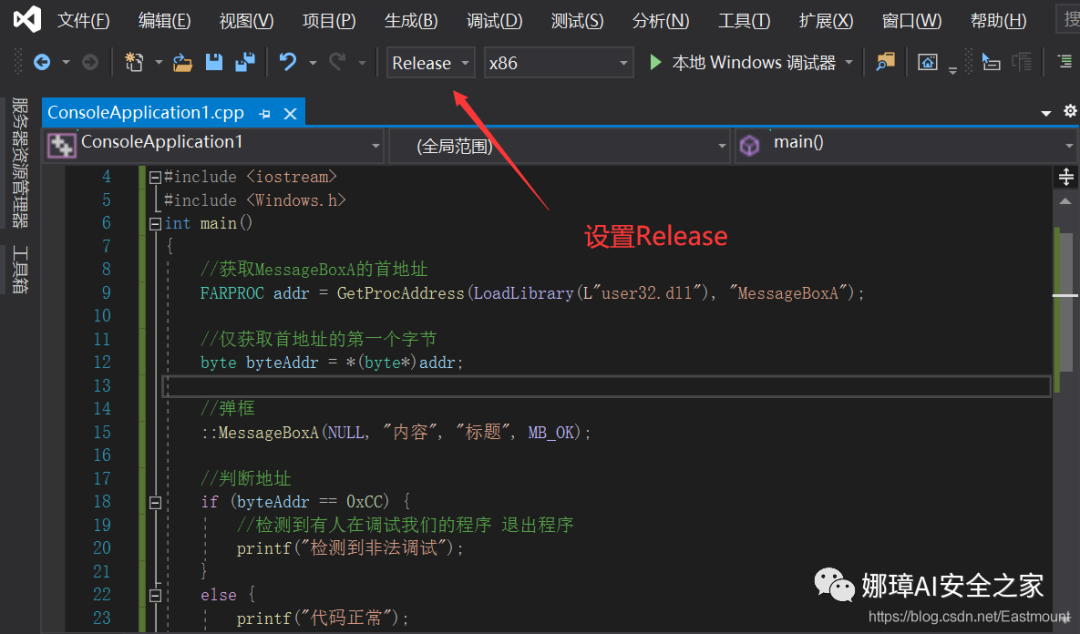 文件(F) 编辑(E) 视图(V) 项目(P) 生成(B) 调试(D) 测试(S) 分析(N) 工具(T) 扩展(X) 窗口(W) 帮助(H) 搜
Release x86 本地 Windows 调试器
服务器资源管理器
工具箱
ConsoleApplication1.cpp
ConsoleApplication1 (全局范围) main()
设置Release
4 #include <iostream>
5 #include <Windows.h>
6 int main()
7 {
8 //获取MessageBoxA的首地址
9 FARPROC addr = GetProcAddress(LoadLibrary(L"user32.dll"), "MessageBoxA");
10
11 //仅获取首地址的第一个字节
12 byte byteAddr = *(byte*)addr;
13
14 //弹框
15 ::MessageBoxA(NULL, "内容", "标题", MB_OK);
16
17 //判断地址
18 if (byteAddr == 0xCC) {
19 //检测到有人在调试我们的程序 退出程序
20 printf("检测到非法调试");
21 }
22 else {
23 printf("代码正常");
娜璋AI安全之家
https://blog.csdn.net/Eastmount